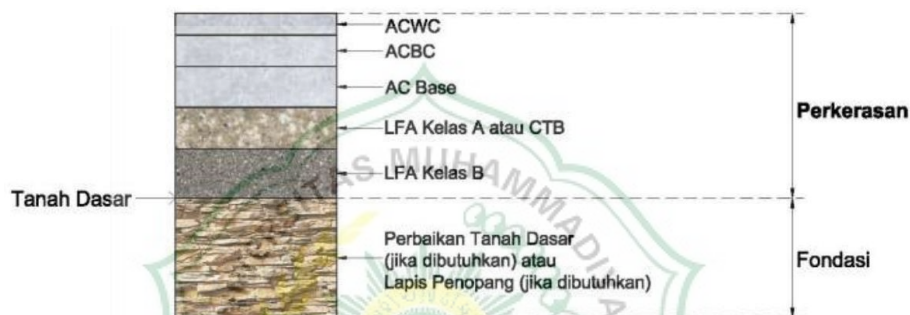 ACWC
ACBC
AC Base
LFA Kelas A atau CTB
LFA Kelas B
Perkerasan
Tanah Dasar
Perbaikan Tanah Dasar
(jika dibutuhkan) atau
Lapis Penopang (jika dibutuhkan)
Fondasi